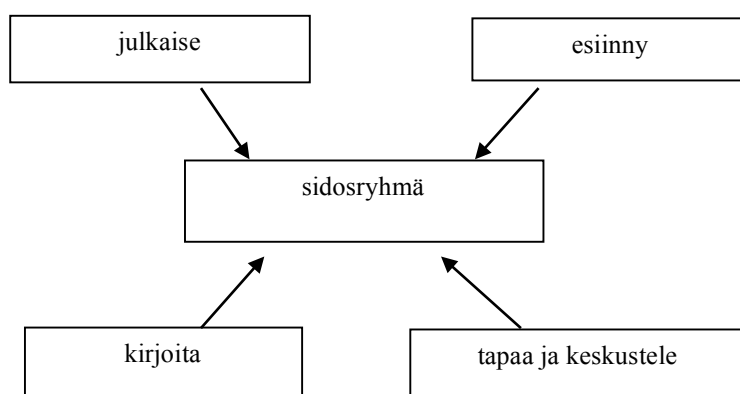 julkaise
esiinny
sidosryhmä
kirjoita
tapaa ja keskustele